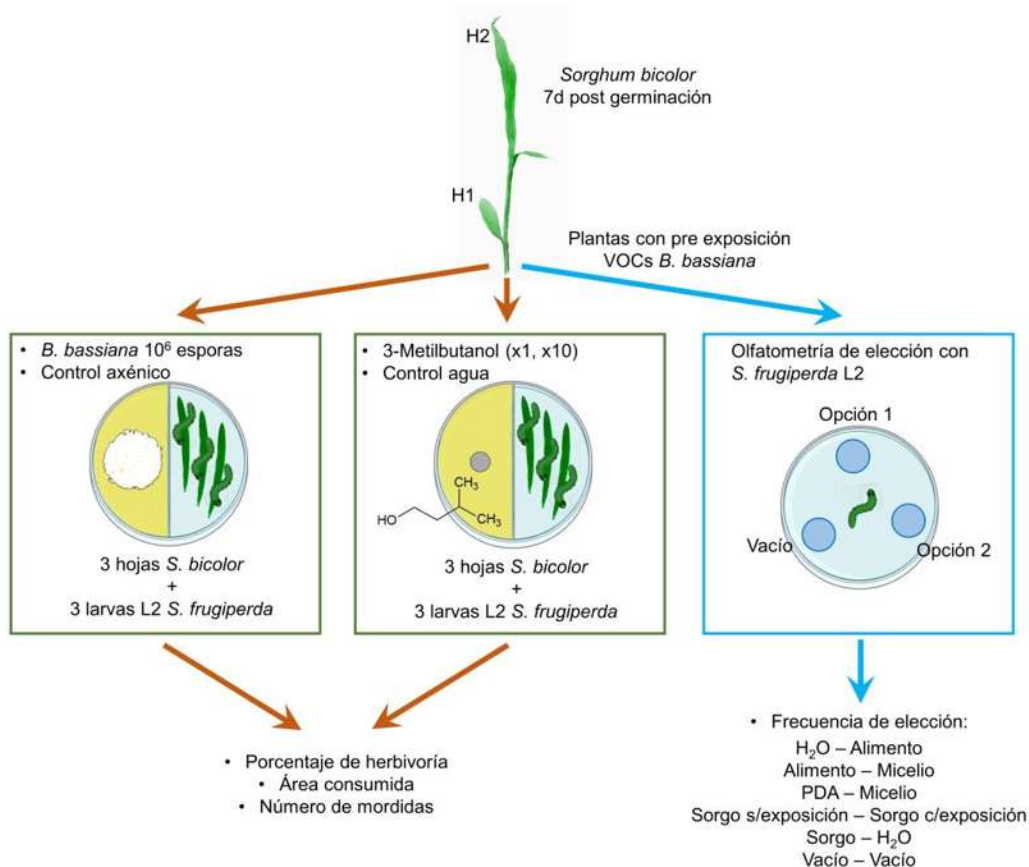 H2
Sorghum bicolor
7d post germinación
H1
Plantas con pre exposición
VOCs B. bassiana
• B. bassiana 10⁶ esporas
• Control axénico
3 hojas S. bicolor
+
3 larvas L2 S. frugiperda
• 3-Metilbutanol (x1, x10)
• Control agua
CH₃
HO
CH₃
3 hojas S. bicolor
+
3 larvas L2 S. frugiperda
Olfatometría de elección con
S. frugiperda L2
Opción 1
Vacío
Opción 2
• Porcentaje de herbivoría
• Área consumida
• Número de mordidas
• Frecuencia de elección:
H₂O – Alimento
Alimento – Micelio
PDA – Micelio
Sorgo s/exposición – Sorgo c/exposición
Sorgo – H₂O
Vacío – Vacío